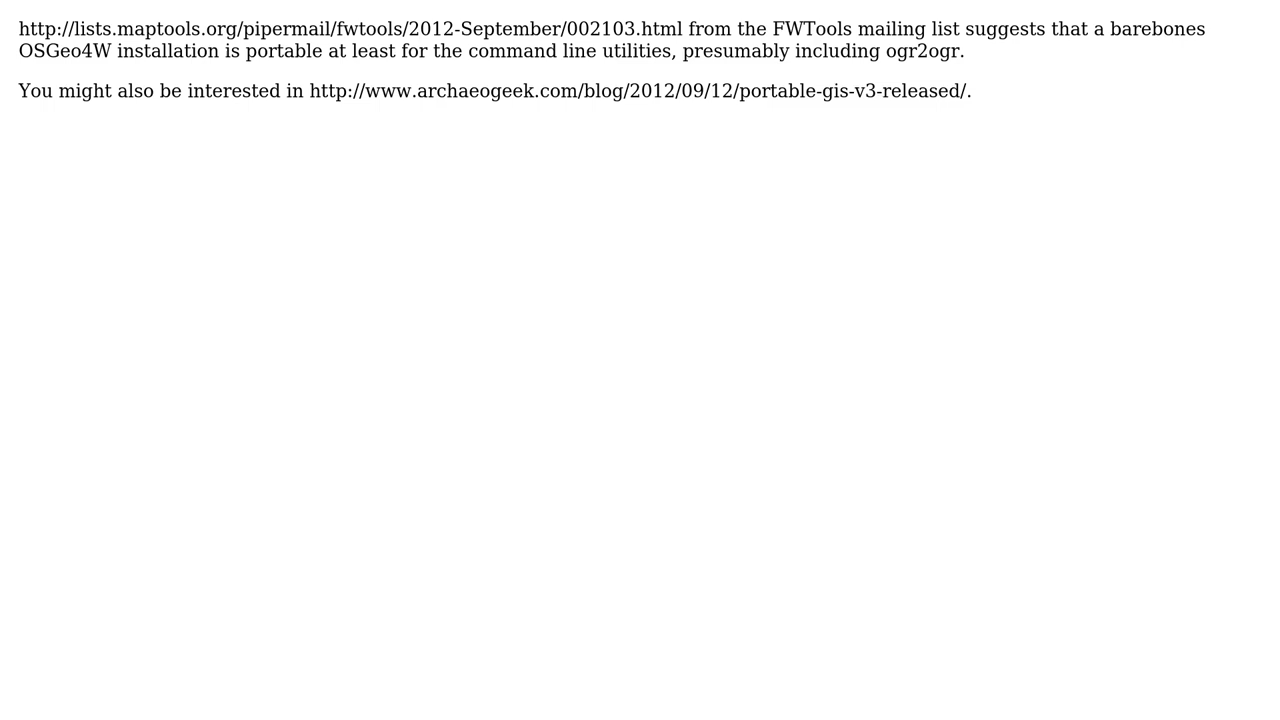 http://lists.maptools.org/pipermail/fwtools/2012-September/002103.html from the FWTools mailing list suggests that a barebones
OSGeo4W installation is portable at least for the command line utilities, presumably including ogr2ogr.
You might also be interested in http://www.archaeogeek.com/blog/2012/09/12/portable-gis-v3-released/.